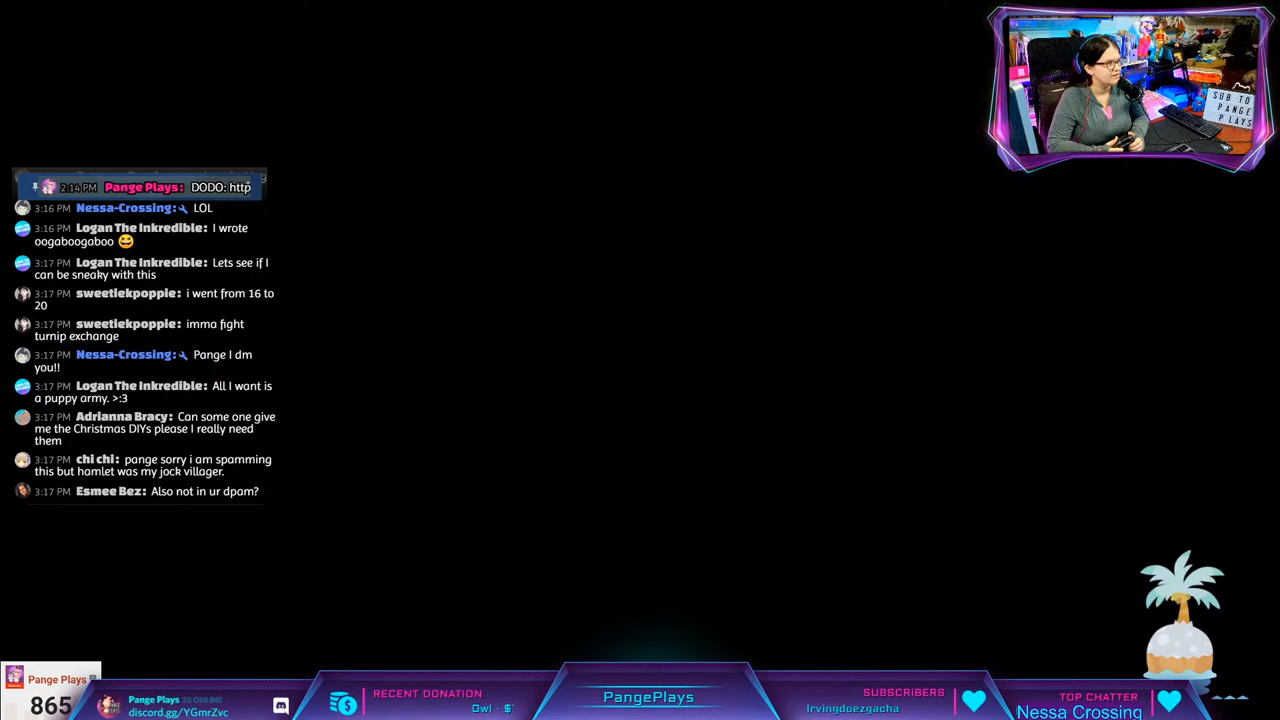 2:14 PM Pange Plays: DODO: http
3:16 PM Nessa-Crossing: LOL
3:16 PM Logan The Inkredible: I wrote
oogaboogaboo 😆
3:17 PM Logan The Inkredible: Lets see if I
can be sneaky with this
3:17 PM sweetiekpoppie: i went from 16 to
20
3:17 PM sweetiekpoppie: imma fight
turnip exchange
3:17 PM Nessa-Crossing: Pange I dm
you!!
3:17 PM Logan The Inkredible: All I want is
a puppy army. >:3
3:17 PM Adrianna Bracy: Can some one give
me the Christmas DIYs please I really need
them
3:17 PM chi chi: pange sorry i am spamming
this but hamlet was my jock villager.
3:17 PM Esmee Bez: Also not in ur dpam?
SUB TO
PANGE
PLAYS
Pange Plays
865
Pange Plays 35 ONLINE
discord.gg/YGmrZvc
RECENT DONATION
Owl - $
PangePlays
SUBSCRIBERS
Irvingdoezgacha
TOP CHATTER
Nessa Crossing